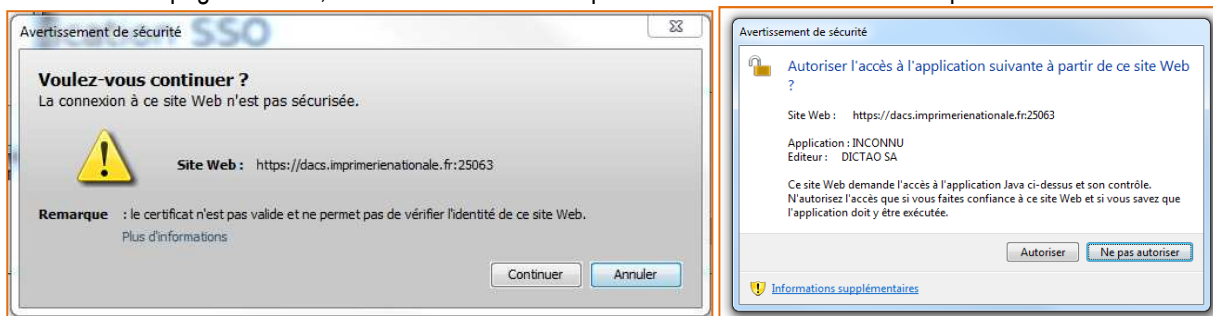 Avertissement de sécurité
Voulez-vous continuer ?
La connexion à ce site Web n'est pas sécurisée.
Site Web : https://dacs.imprimerienationale.fr:25063
Remarque : le certificat n'est pas valide et ne permet pas de vérifier l'identité de ce site Web.
Plus d'informations
Continuer Annuler
Avertissement de sécurité
Autoriser l'accès à l'application suivante à partir de ce site Web
?
Site Web : https://dacs.imprimerienationale.fr:25063
Application : INCONNU
Editeur : DICTAO SA
Ce site Web demande l'accès à l'application Java ci-dessus et son contrôle.
N'autorisez l'accès que si vous faites confiance à ce site Web et si vous savez que
l'application doit y être exécutée.
Autoriser Ne pas autoriser
Informations supplémentaires